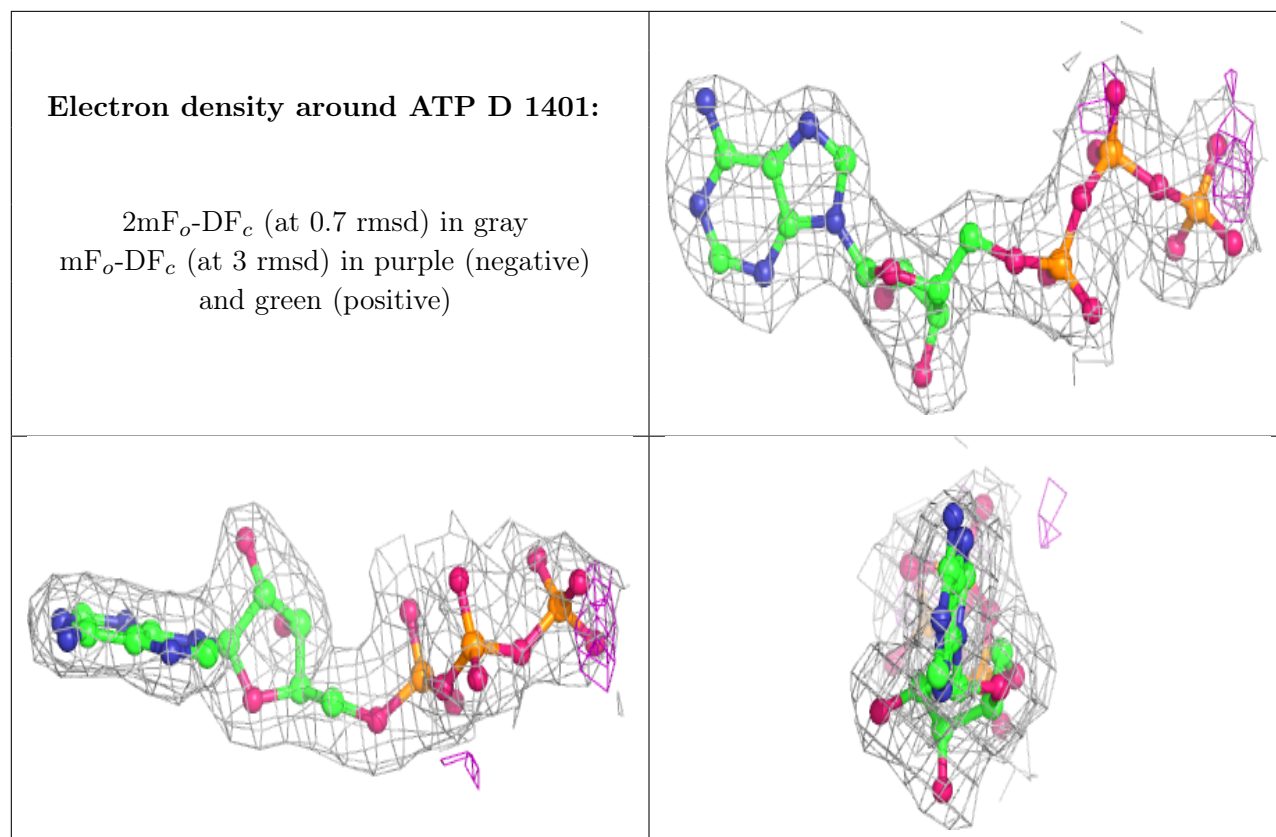 Electron density around ATP D 1401:
2mFₒ-DF𝒸 (at 0.7 rmsd) in gray
mFₒ-DF𝒸 (at 3 rmsd) in purple (negative)
and green (positive)